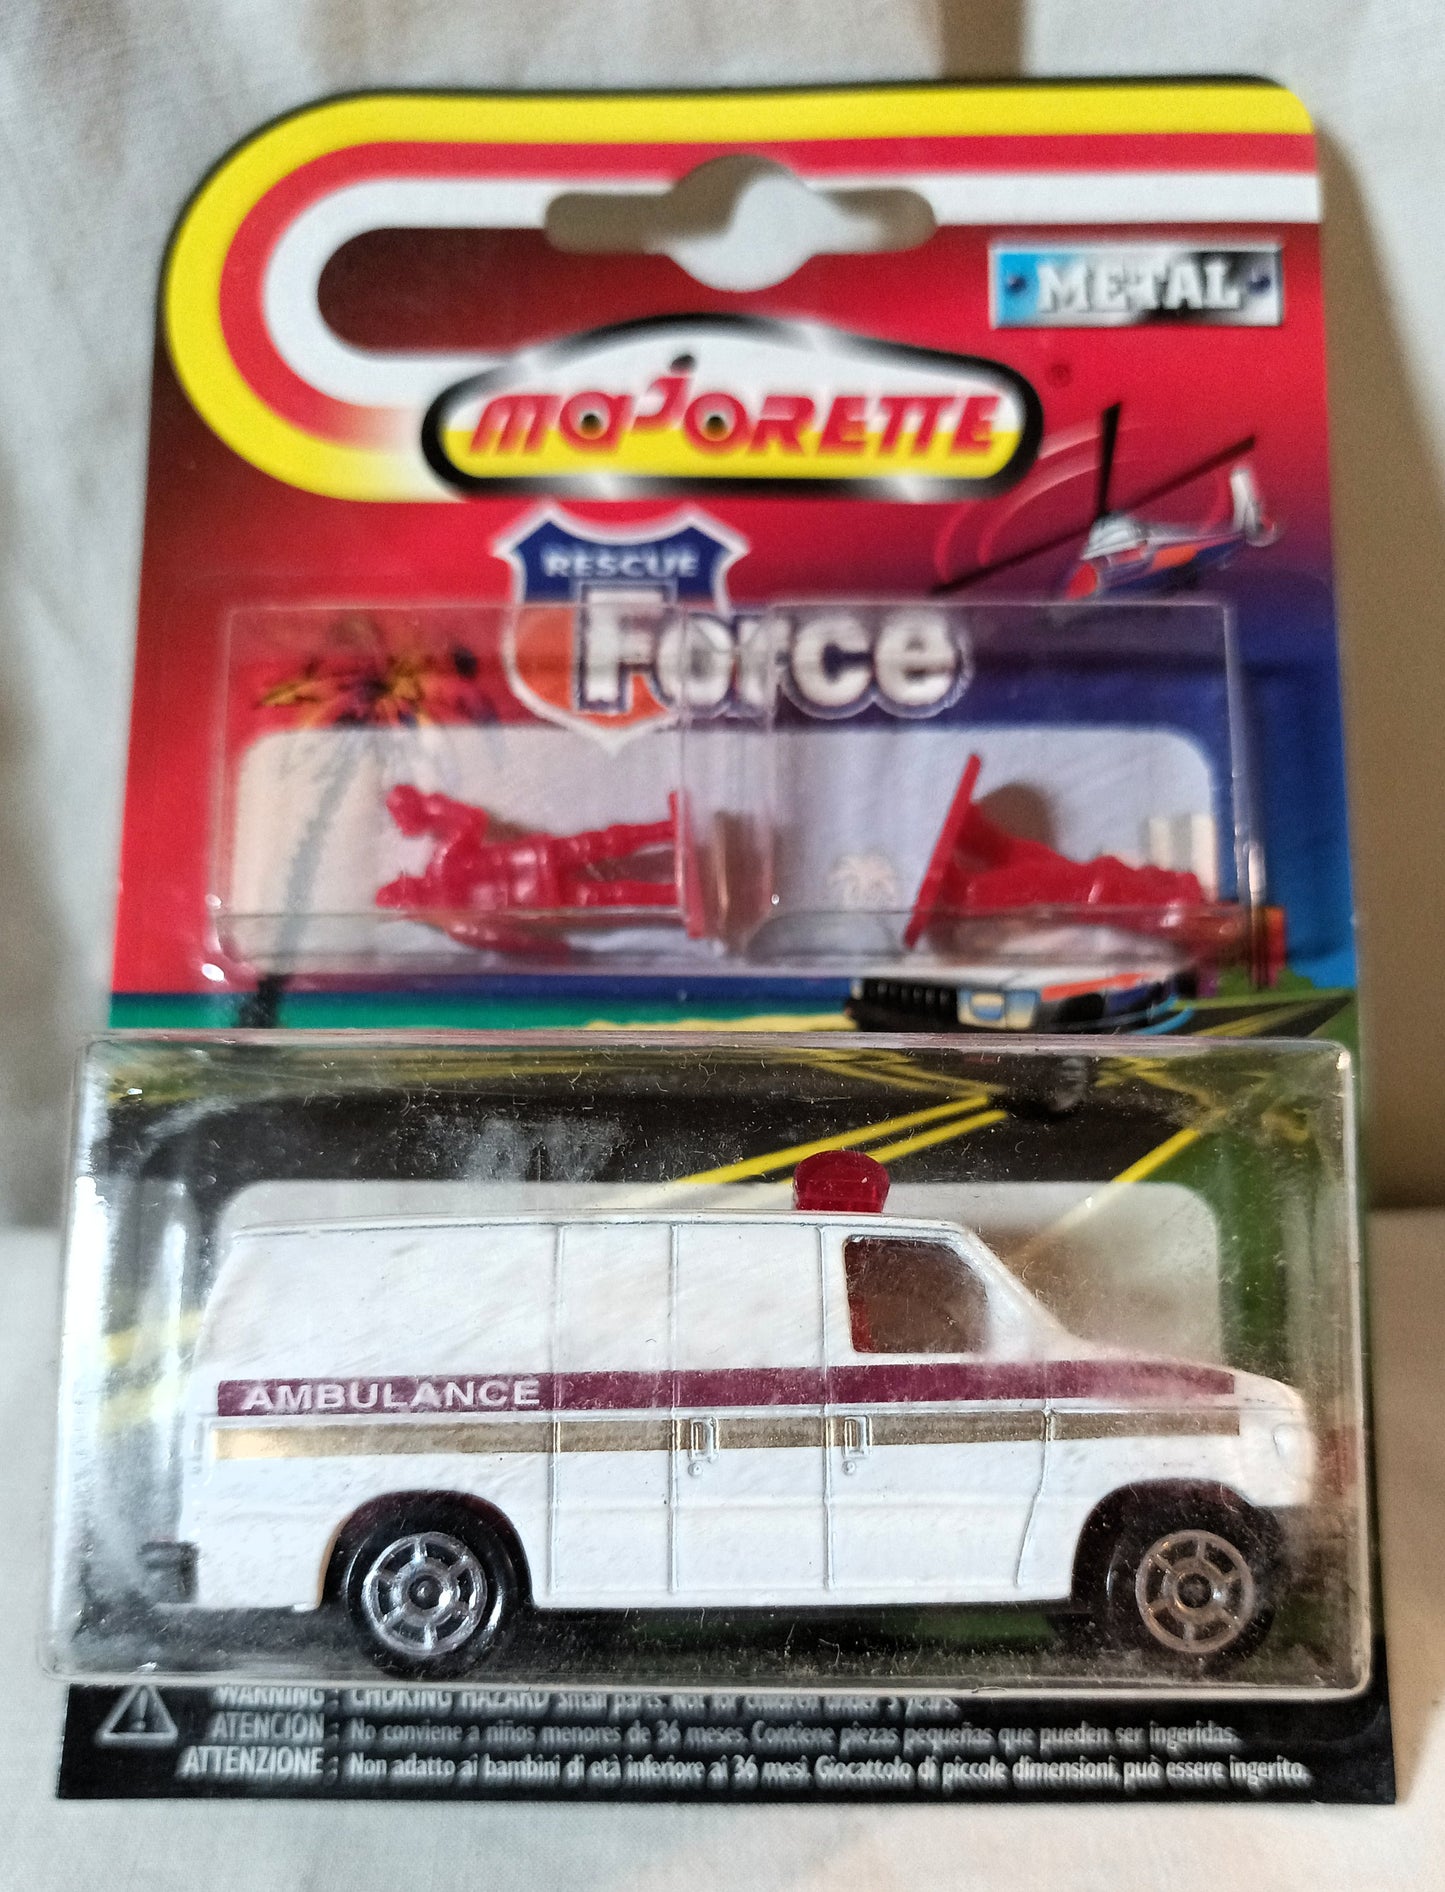 METAL
majorette
®
RESCUE
Force
AMBULANCE
WARNING : CHOKING HAZARD Small parts. Not for children under 3 years.
ATENCION : No conviene a niños menores de 36 meses. Contiene piezas pequeñas que pueden ser ingeridas.
ATTENZIONE : Non adatto ai bambini di età inferiore ai 36 mesi. Giocattolo di piccole dimensioni, può essere ingerito.